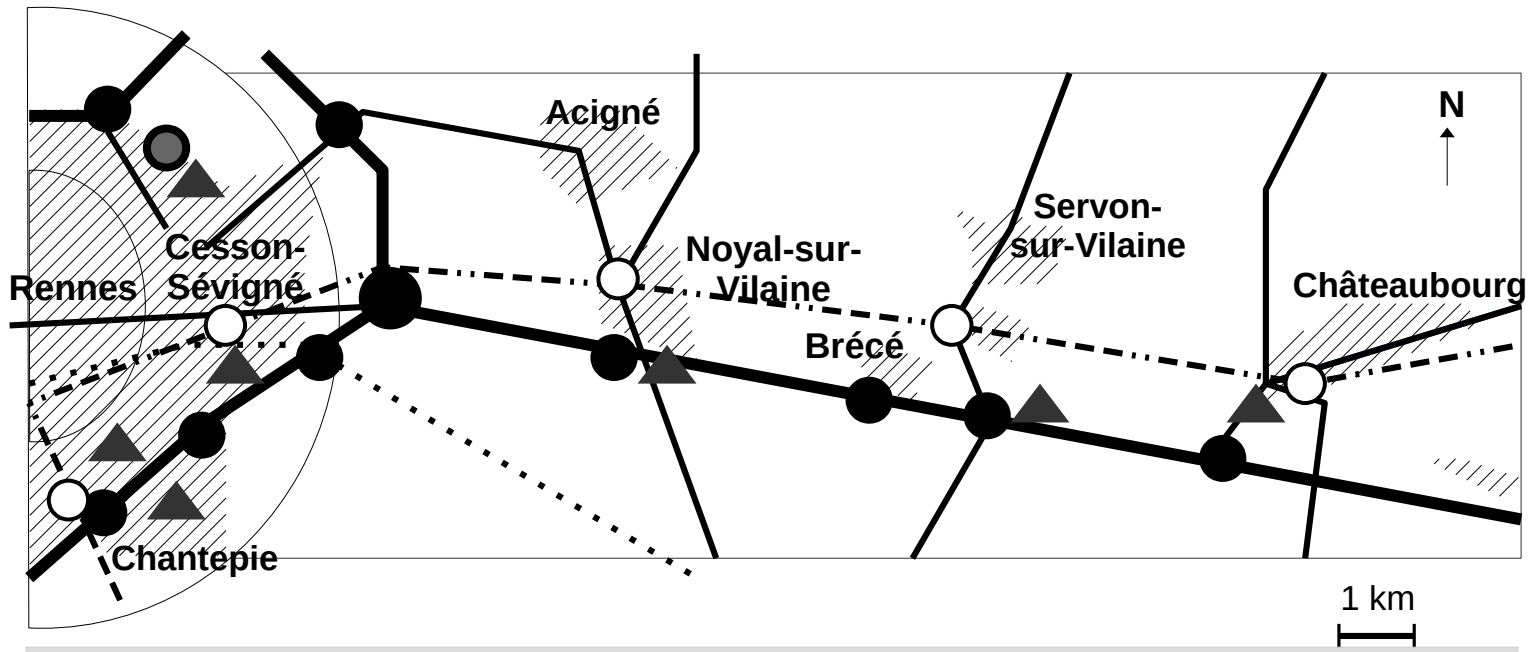 N
Acigné
Servon-
sur-Vilaine
Cesson-
Sévigné
Noyal-sur-
Vilaine
Rennes
Châteaubourg
Brécé
Chantepie
1 km